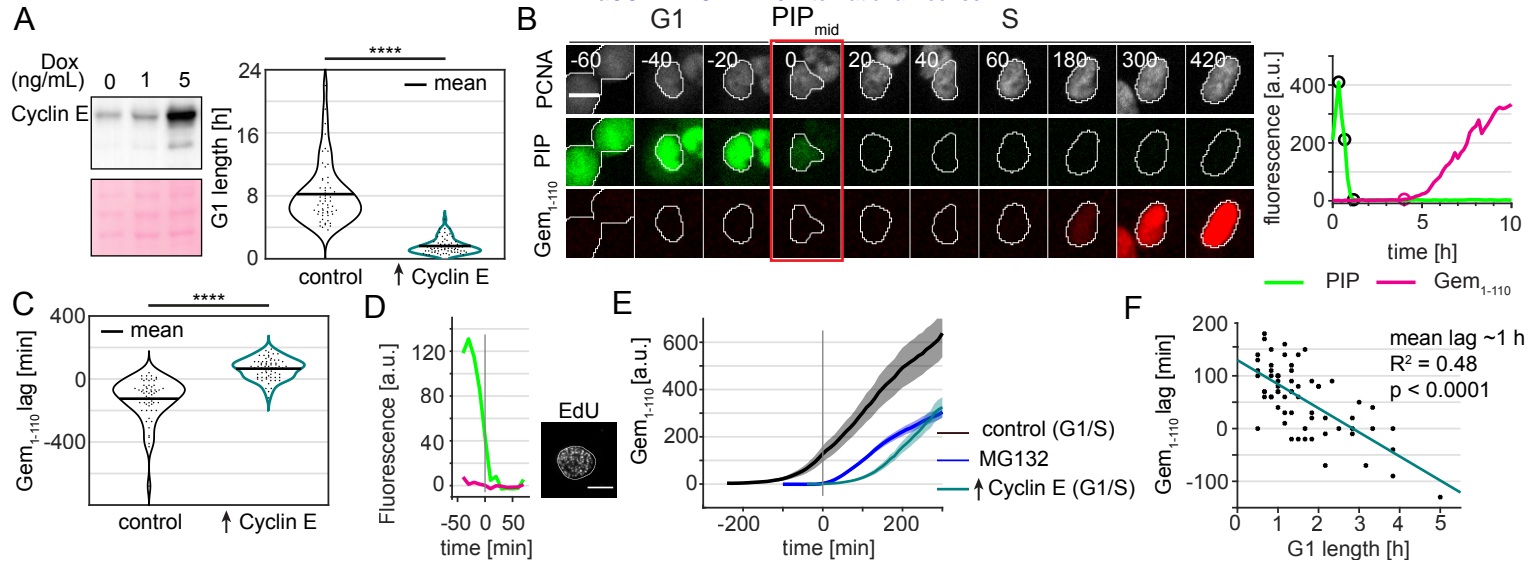 A
Dox
(ng/mL)
0 1 5
Cyclin E
****
mean
G1 length [h]
24
16
8
0
control
↑ Cyclin E
B
G1
PIPmid
S
-60 -40 -20 0 20 40 60 180 300 420
PCNA
PIP
Gem1-110
fluorescence [a.u.]
400
200
0
0 5 10
time [h]
PIP
Gem1-110
C
****
mean
Gem1-110 lag [min]
400
0
-400
control
↑ Cyclin E
D
Fluorescence [a.u.]
120
80
40
0
-50 0 50
time [min]
EdU
E
Gem1-110 [a.u.]
600
400
200
0
-200 0 200
time [min]
control (G1/S)
MG132
↑ Cyclin E (G1/S)
F
Gem1-110 lag [min]
200
100
0
-100
0 1 2 3 4 5
G1 length [h]
mean lag ~1 h
R² = 0.48
p < 0.0001